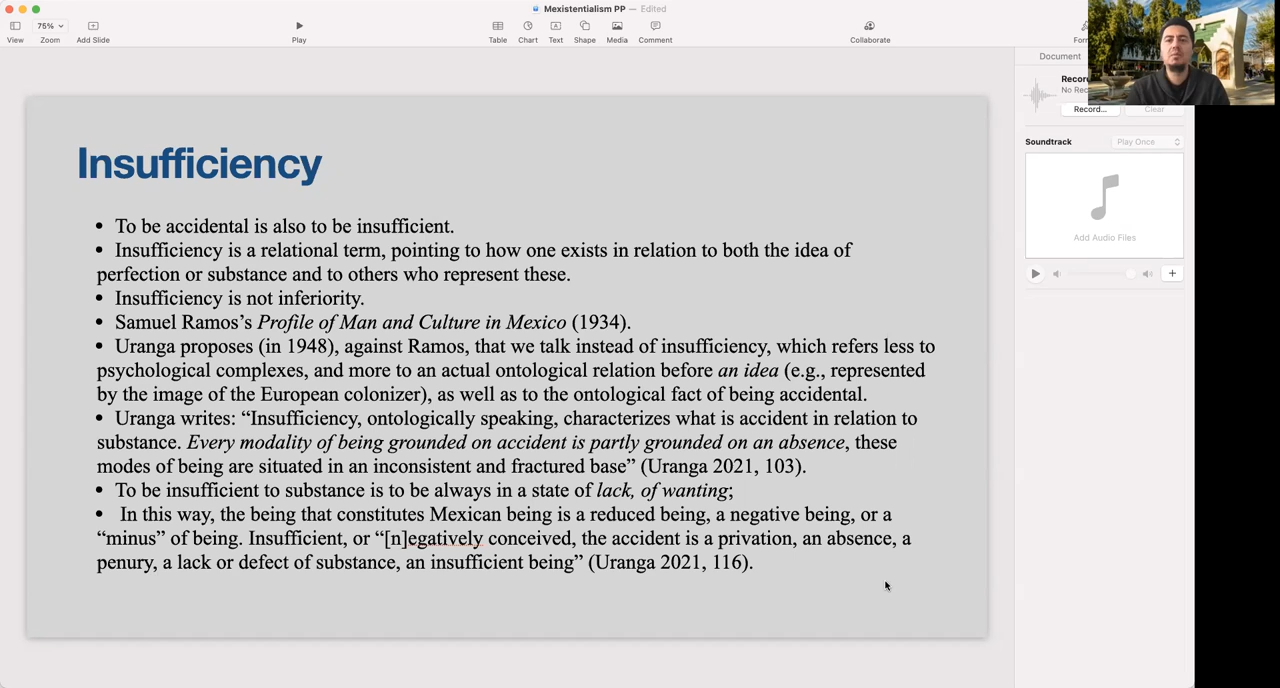 Mexistentialism PP — Edited
75%
View
Zoom
Add Slide
Play
Table
Chart
Text
Shape
Media
Comment
Collaborate
Document
No Rec
Record...
Clear
Soundtrack
Play Once
Add Audio Files
Insufficiency
• To be accidental is also to be insufficient.
• Insufficiency is a relational term, pointing to how one exists in relation to both the idea of
perfection or substance and to others who represent these.
• Insufficiency is not inferiority.
• Samuel Ramos’s Profile of Man and Culture in Mexico (1934).
• Uranga proposes (in 1948), against Ramos, that we talk instead of insufficiency, which refers less to
psychological complexes, and more to an actual ontological relation before an idea (e.g., represented
by the image of the European colonizer), as well as to the ontological fact of being accidental.
• Uranga writes: “Insufficiency, ontologically speaking, characterizes what is accident in relation to
substance. Every modality of being grounded on accident is partly grounded on an absence, these
modes of being are situated in an inconsistent and fractured base” (Uranga 2021, 103).
• To be insufficient to substance is to be always in a state of lack, of wanting;
• In this way, the being that constitutes Mexican being is a reduced being, a negative being, or a
“minus” of being. Insufficient, or “[n]egatively conceived, the accident is a privation, an absence, a
penury, a lack or defect of substance, an insufficient being” (Uranga 2021, 116).